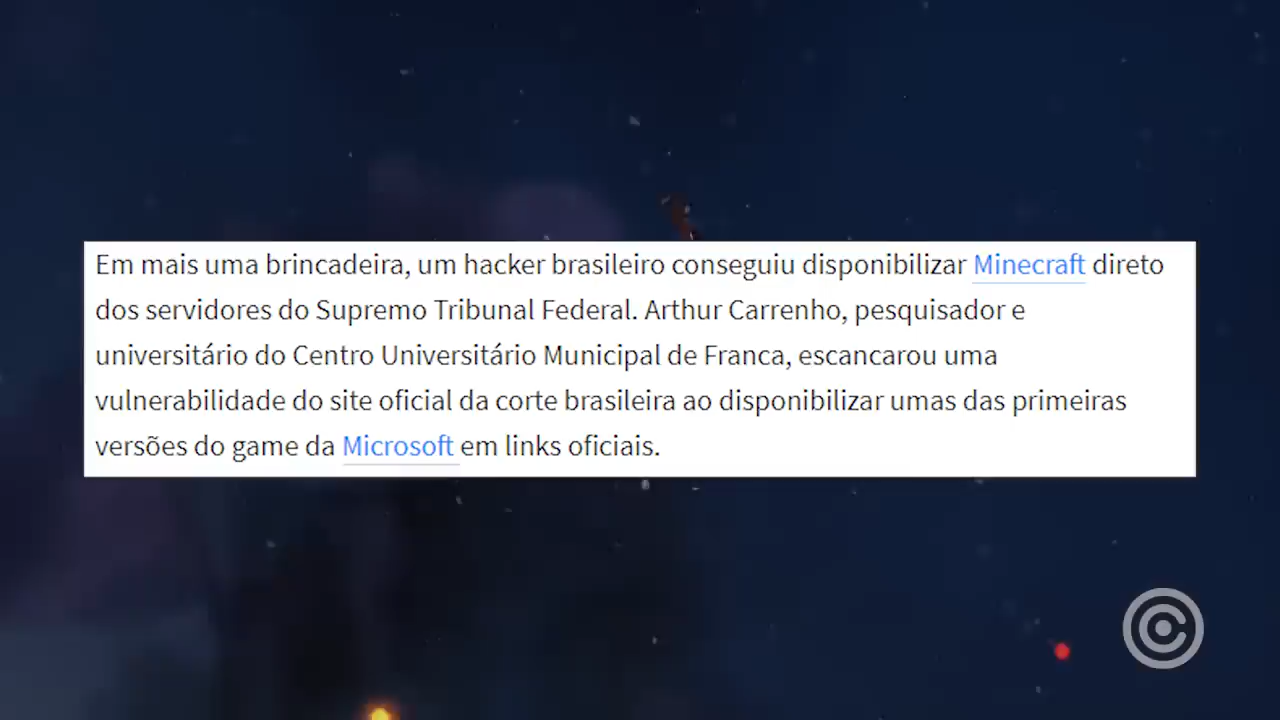 Em mais uma brincadeira, um hacker brasileiro conseguiu disponibilizar Minecraft direto
dos servidores do Supremo Tribunal Federal. Arthur Carrenho, pesquisador e
universitário do Centro Universitário Municipal de Franca, escancarou uma
vulnerabilidade do site oficial da corte brasileira ao disponibilizar umas das primeiras
versões do game da Microsoft em links oficiais.